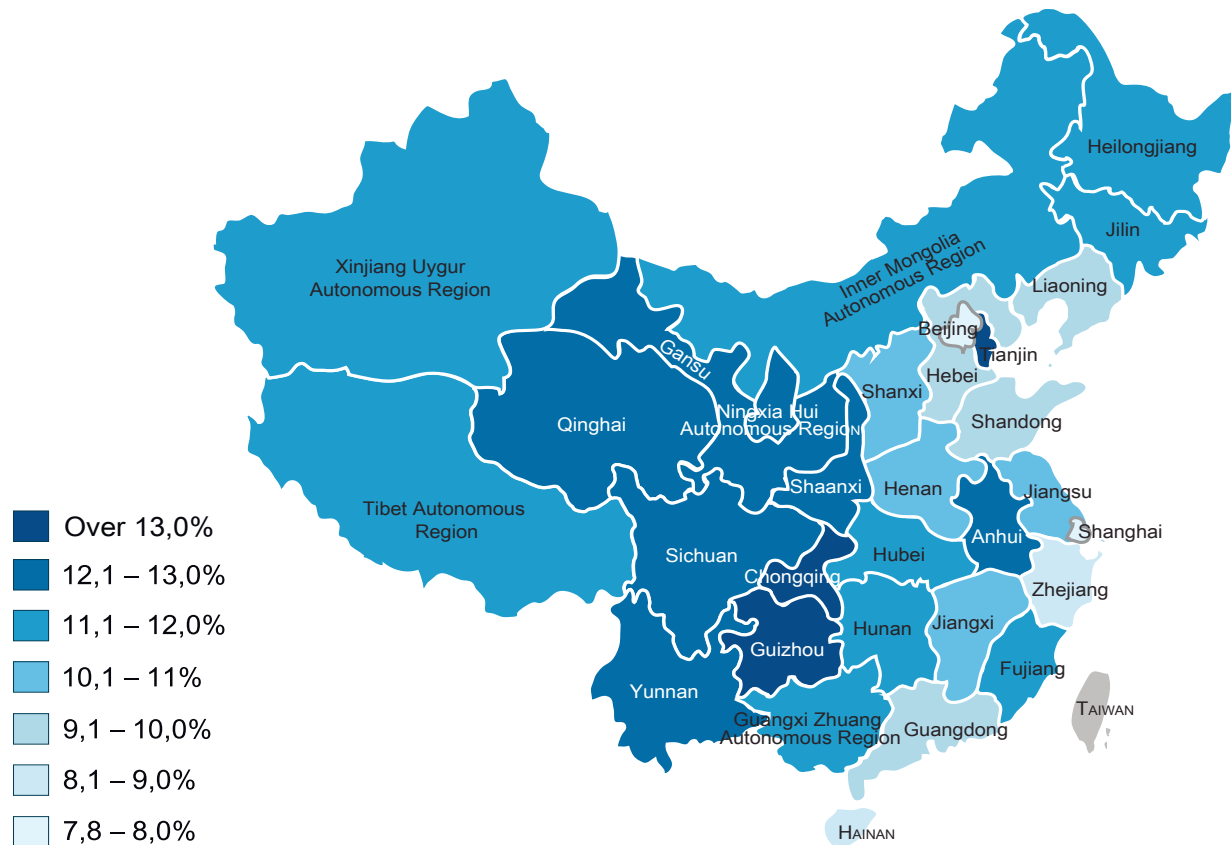 Heilongjiang
Jilin
Xinjiang Uygur
Autonomous Region
Inner Mongolia
Autonomous Region
Liaoning
Beijing
Tianjin
Gansu
Hebei
Shanxi
Ningxia Hui
Autonomous Region
Qinghai
Shandong
Shaanxi
Henan
Jiangsu
Tibet Autonomous
Region
Shanghai
Anhui
Sichuan
Hubei
Chongqing
Zhejiang
Hunan
Jiangxi
Guizhou
Fujiang
Yunnan
TAIWAN
Guangxi Zhuang
Autonomous Region
Guangdong
HAINAN
Over 13,0%
12,1 – 13,0%
11,1 – 12,0%
10,1 – 11%
9,1 – 10,0%
8,1 – 9,0%
7,8 – 8,0%